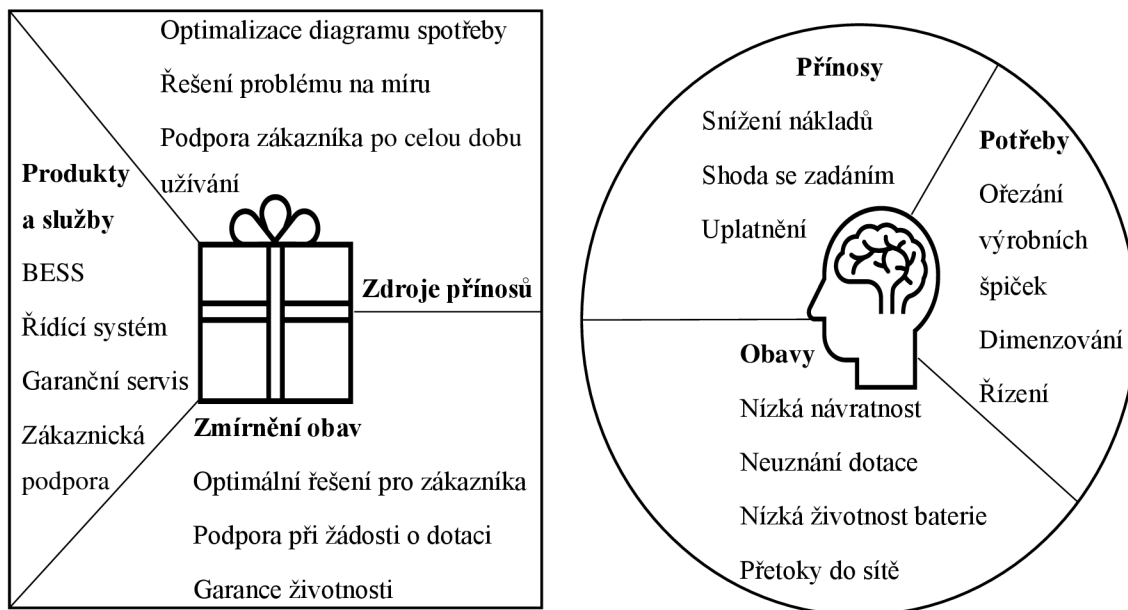 Optimalizace diagramu spotřeby
Řešení problému na míru
Podpora zákazníka po celou dobu
užívání
Produkty
a služby
BESS
Řídící systém
Garanční servis
Zákaznická
podpora
Zdroje přínosů
Zmírnění obav
Optimální řešení pro zákazníka
Podpora při žádosti o dotaci
Garance životnosti
Přínosy
Snížení nákladů
Shoda se zadáním
Uplatnění
Potřeby
Ořezání
výrobních
špiček
Dimenzování
Řízení
Obavy
Nízká návratnost
Neuznání dotace
Nízká životnost baterie
Přetoky do sítě